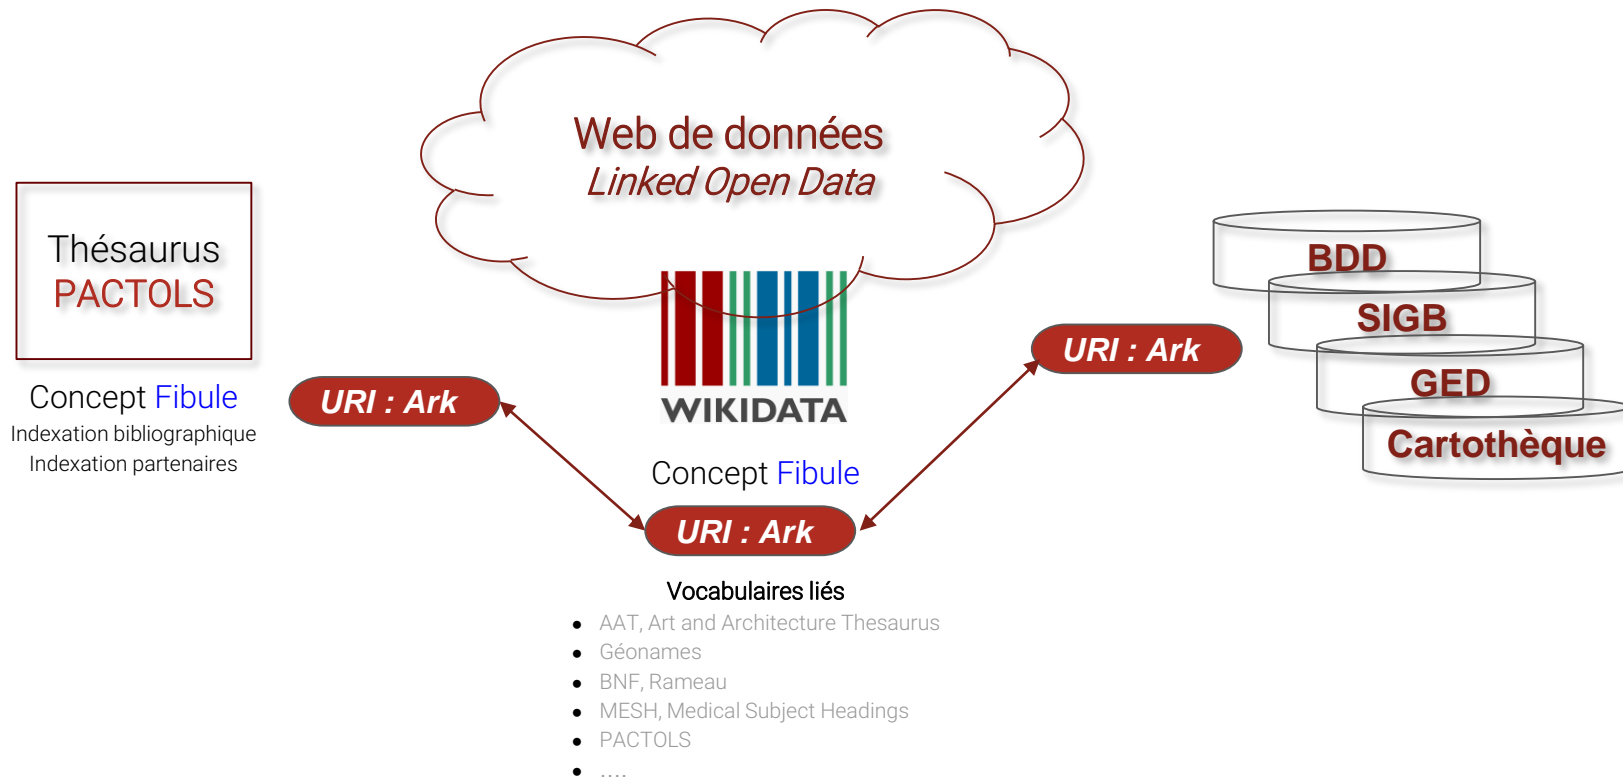 Web de données
Linked Open Data
Thésaurus
PACTOLS
Concept Fibule
Indexation bibliographique
Indexation partenaires
URI : Ark
WIKIDATA
Concept Fibule
URI : Ark
Vocabulaires liés
• AAT, Art and Architecture Thesaurus
• Géonames
• BNF, Rameau
• MESH, Medical Subject Headings
• PACTOLS
• ....
URI : Ark
BDD
SIGB
GED
Cartothèque